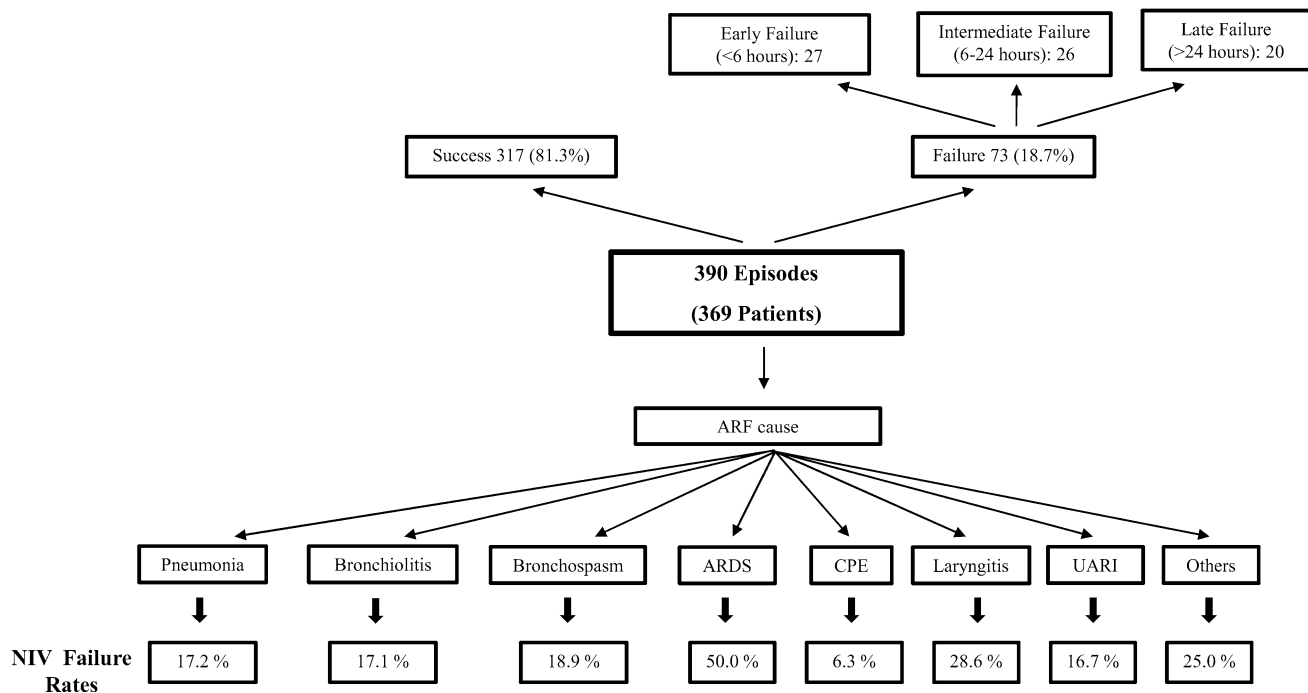 Early Failure
(<6 hours): 27
Intermediate Failure
(6-24 hours): 26
Late Failure
(>24 hours): 20
Success 317 (81.3%)
Failure 73 (18.7%)
390 Episodes
(369 Patients)
ARF cause
Pneumonia
Bronchiolitis
Bronchospasm
ARDS
CPE
Laryngitis
UARI
Others
NIV Failure
Rates
17.2 %
17.1 %
18.9 %
50.0 %
6.3 %
28.6 %
16.7 %
25.0 %